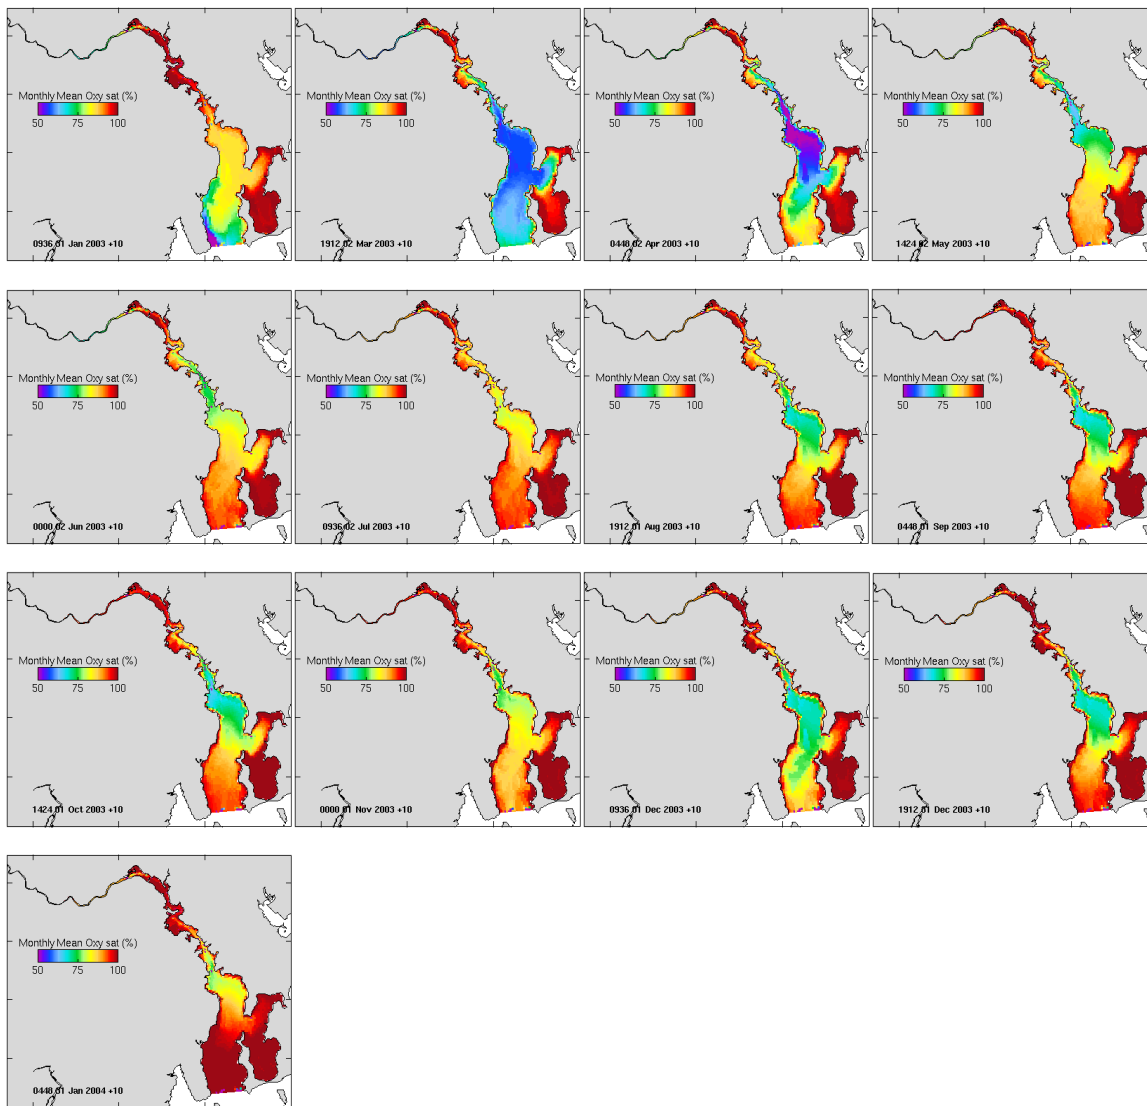 Monthly Mean Oxy sat (%)
50 75 100
0936 01 Jan 2003 +10
Monthly Mean Oxy sat (%)
50 75 100
1912 02 Mar 2003 +10
Monthly Mean Oxy sat (%)
50 75 100
0448 02 Apr 2003 +10
Monthly Mean Oxy sat (%)
50 75 100
1424 02 May 2003 +10
Monthly Mean Oxy sat (%)
50 75 100
0000 02 Jun 2003 +10
Monthly Mean Oxy sat (%)
50 75 100
0936 02 Jul 2003 +10
Monthly Mean Oxy sat (%)
50 75 100
1912 01 Aug 2003 +10
Monthly Mean Oxy sat (%)
50 75 100
0448 01 Sep 2003 +10
Monthly Mean Oxy sat (%)
50 75 100
1424 01 Oct 2003 +10
Monthly Mean Oxy sat (%)
50 75 100
0000 01 Nov 2003 +10
Monthly Mean Oxy sat (%)
50 75 100
0936 01 Dec 2003 +10
Monthly Mean Oxy sat (%)
50 75 100
1912 01 Dec 2003 +10
Monthly Mean Oxy sat (%)
50 75 100
0448 01 Jan 2004 +10